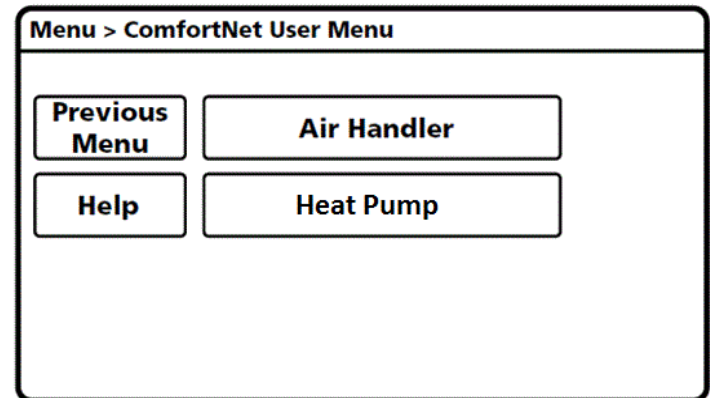 Menu > ComfortNet User Menu
Previous
Menu
Air Handler
Help
Heat Pump